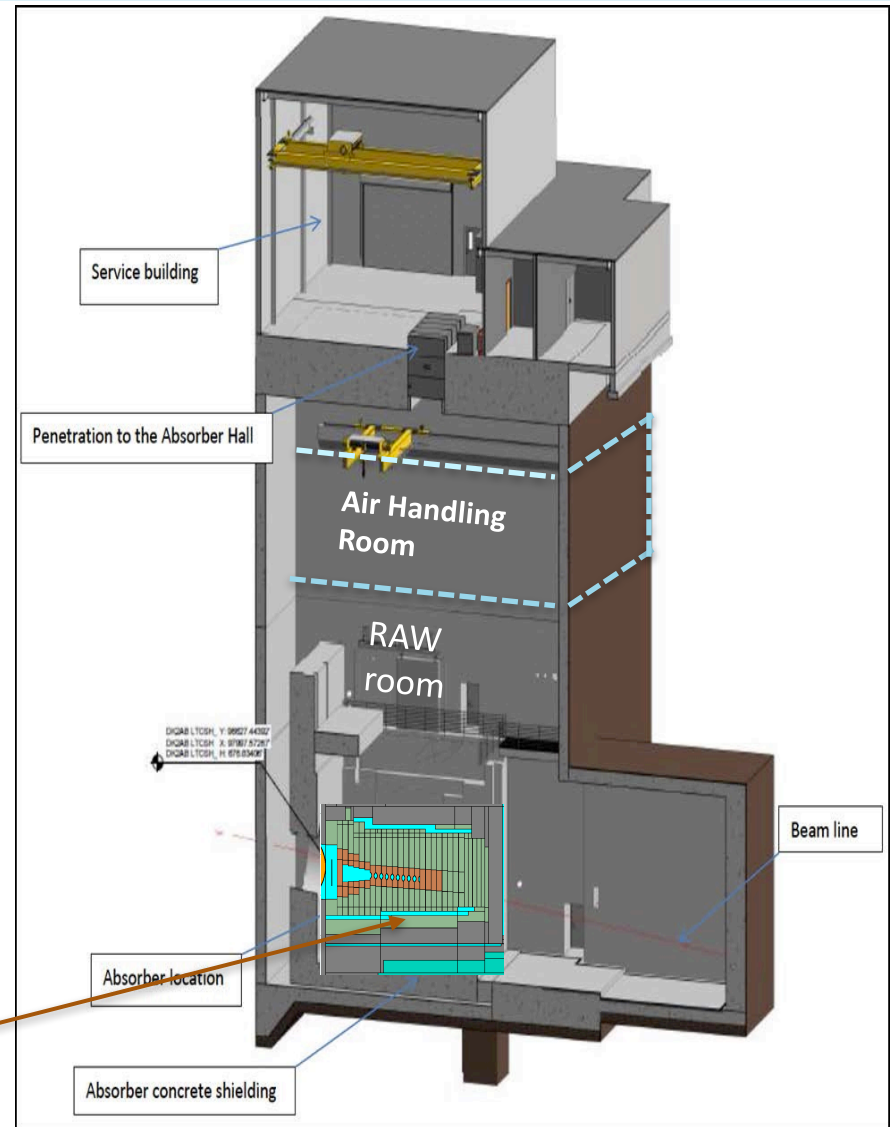 Service building
Penetration to the Absorber Hall
Air Handling
Room
RAW
room
Beam line
Absorber location
Absorber concrete shielding